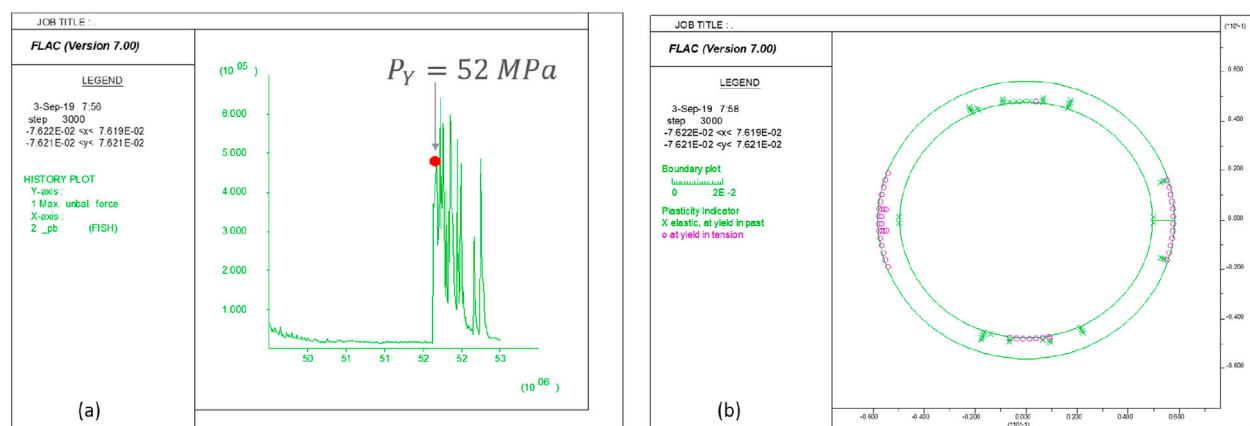 JOB TITLE : .
FLAC (Version 7.00)
LEGEND
3-Sep-19 7:56
step 3000
-7.622E-02 <x< 7.619E-02
-7.621E-02 <y< 7.621E-02
HISTORY PLOT
Y-axis :
1 Max. unbal. force
X-axis :
2 _pb (FISH)
(10 05)
P_Y = 52 MPa
6.000
5.000
4.000
3.000
2.000
1.000
50 51 51 52 52 53
(10 06)
(a)
JOB TITLE : .
FLAC (Version 7.00)
LEGEND
3-Sep-19 7:58
step 3000
-7.622E-02 <x< 7.619E-02
-7.621E-02 <y< 7.621E-02
Boundary plot
0 2E -2
Plasticity Indicator
X elastic, at yield in past
o at yield in tension
(*10^-1)
0.600
0.400
0.200
0.000
-0.200
-0.400
-0.600
-0.600 -0.400 -0.200 0.000 0.200 0.400 0.600
(*10^-1)
(b)